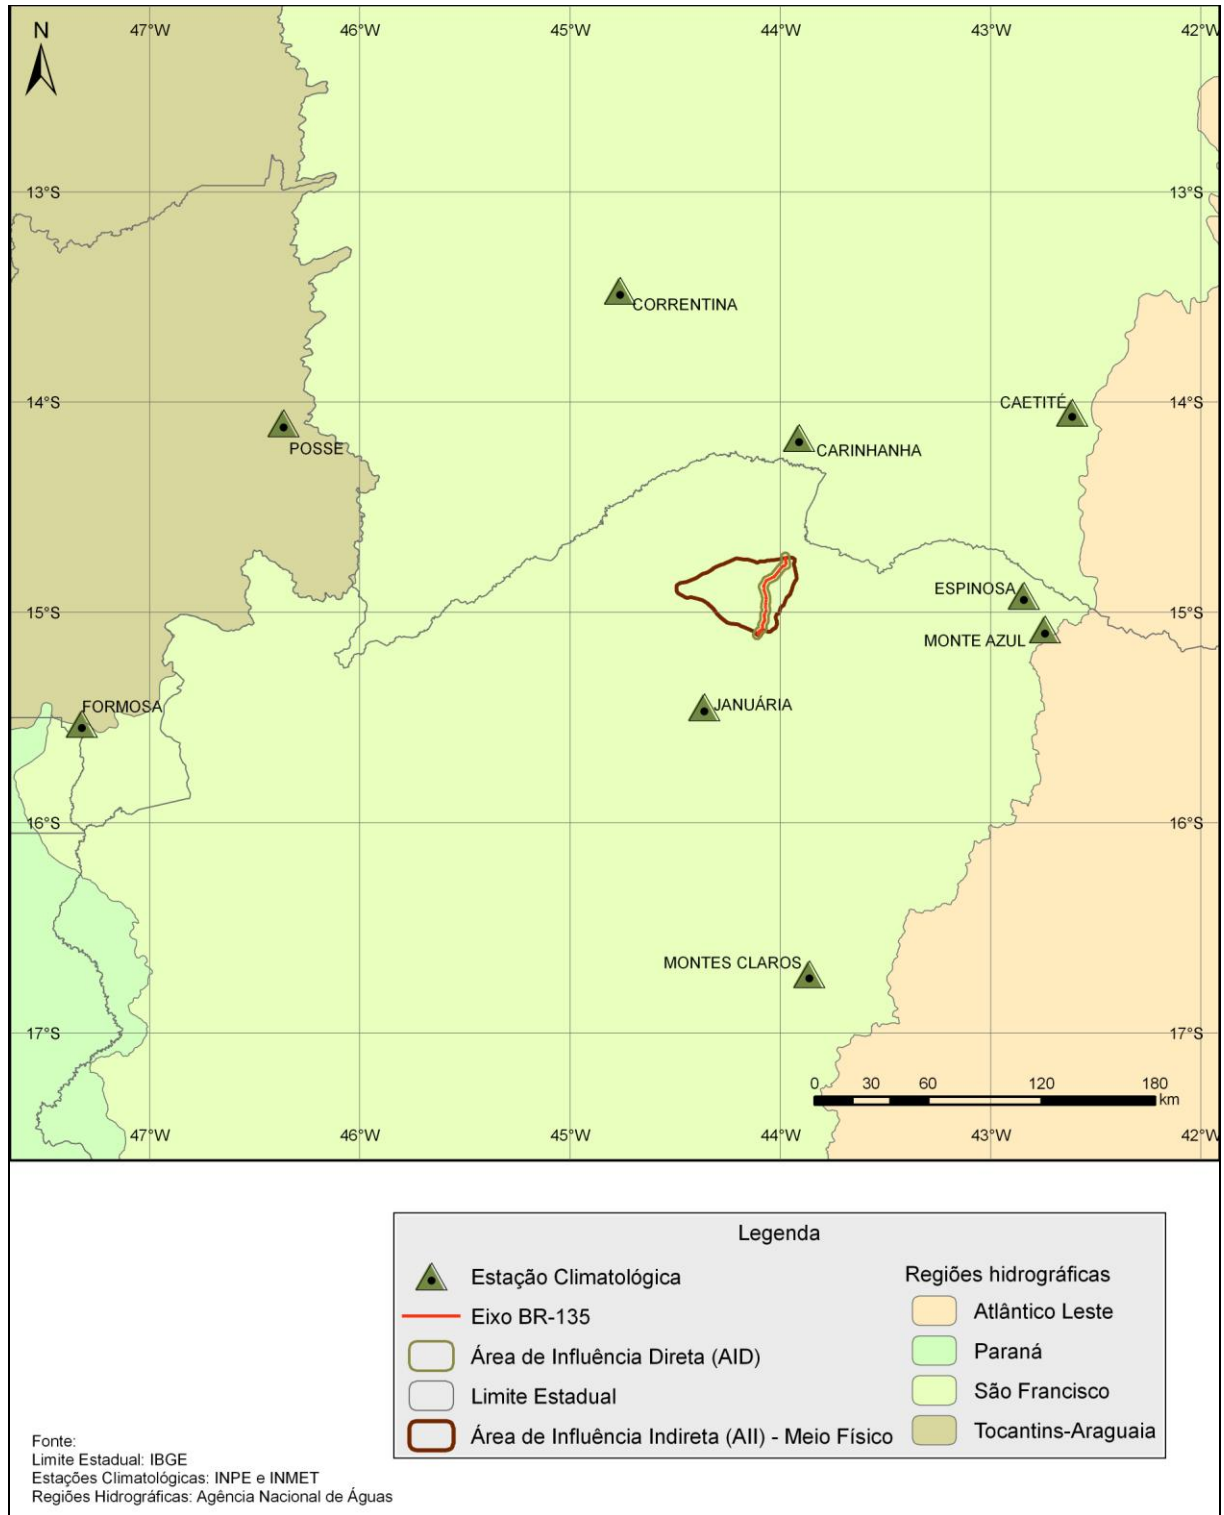 N
47°W 46°W 45°W 44°W 43°W 42°W
13°S 13°S
CORRENTINA
14°S CAETITÉ 14°S
POSSE CARINHANHA
ESPINOSA
15°S 15°S
MONTE AZUL
FORMOSA JANUÁRIA
16°S 16°S
MONTES CLAROS
17°S 17°S
0 30 60 120 180
km
47°W 46°W 45°W 44°W 43°W 42°W
Legenda
Estação Climatológica
Eixo BR-135
Área de Influência Direta (AID)
Limite Estadual
Área de Influência Indireta (AII) - Meio Físico
Regiões hidrográficas
Atlântico Leste
Paraná
São Francisco
Tocantins-Araguaia
Fonte:
Limite Estadual: IBGE
Estações Climatológicas: INPE e INMET
Regiões Hidrográficas: Agência Nacional de Águas